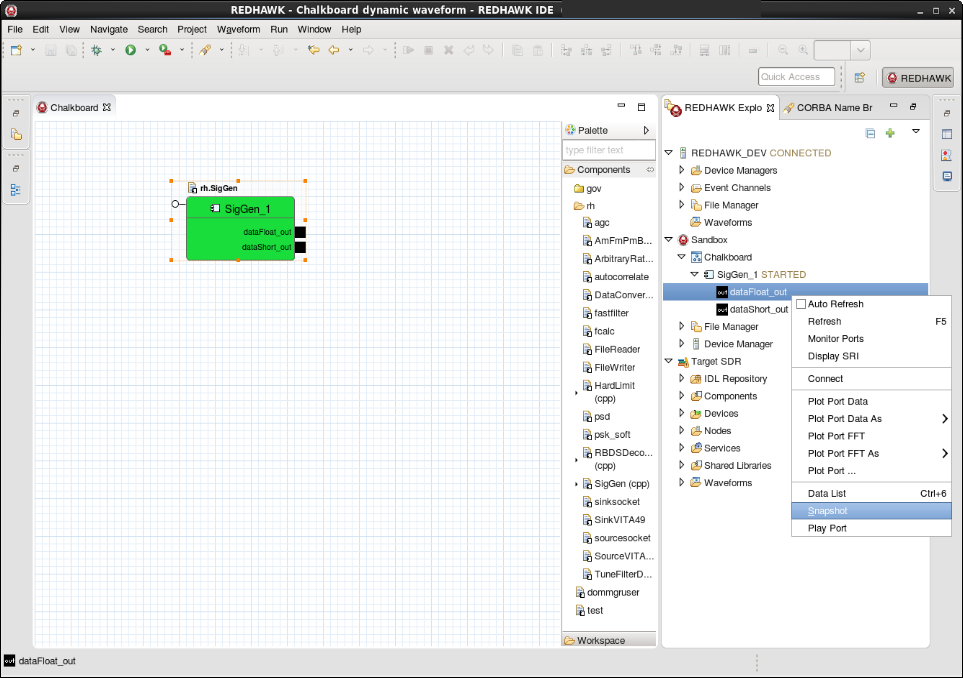 REDHAWK - Chalkboard dynamic waveform - REDHAWK IDE
File Edit View Navigate Search Project Waveform Run Window Help
Quick Access
REDHAWK
Chalkboard
rh.SigGen
SigGen_1
dataFloat_out
dataShort_out
Palette
type filter text
Components
gov
rh
agc
AmFmPmB...
ArbitraryRat...
autocorrelate
DataConver...
fastfilter
fcalc
FileReader
FileWriter
HardLimit
(cpp)
psd
psk_soft
RBDSDeco...
(cpp)
SigGen (cpp)
sinksocket
SinkVITA49
sourcesocket
SourceVITA...
TuneFilterD...
dommgruser
test
Workspace
REDHAWK Explo
CORBA Name Br
REDHAWK_DEV CONNECTED
Device Managers
Event Channels
File Manager
Waveforms
Sandbox
Chalkboard
SigGen_1 STARTED
out dataFloat_out
out dataShort_out
File Manager
Device Manager
Target SDR
IDL Repository
Components
Devices
Nodes
Services
Shared Libraries
Waveforms
Auto Refresh
Refresh F5
Monitor Ports
Display SRI
Connect
Plot Port Data
Plot Port Data As
Plot Port FFT
Plot Port FFT As
Plot Port ...
Data List Ctrl+6
Snapshot
Play Port
out dataFloat_out